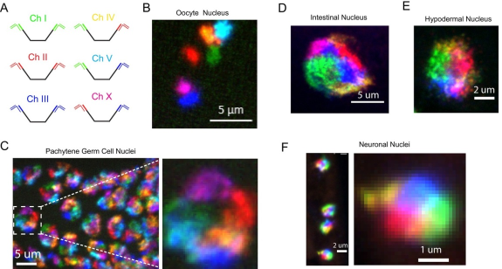 A
Ch I
Ch IV
Ch II
Ch V
Ch III
Ch X
B
Oocyte Nucleus
5 µm
C
Pachytene Germ Cell Nuclei
5 um
D
Intestinal Nucleus
5 um
E
Hypodermal Nucleus
2 um
F
Neuronal Nuclei
2 um
1 um